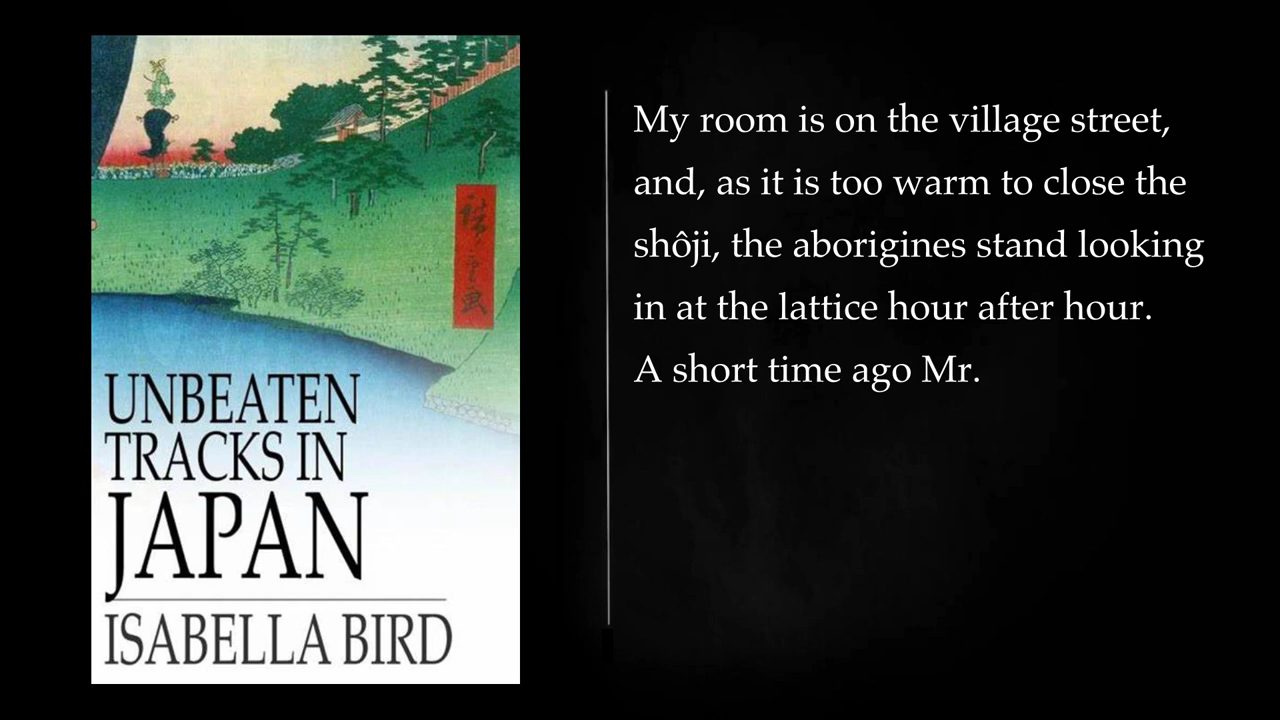 UNBEATEN
TRACKS IN
JAPAN
ISABELLA BIRD
My room is on the village street,
and, as it is too warm to close the
shôji, the aborigines stand looking
in at the lattice hour after hour.
A short time ago Mr.